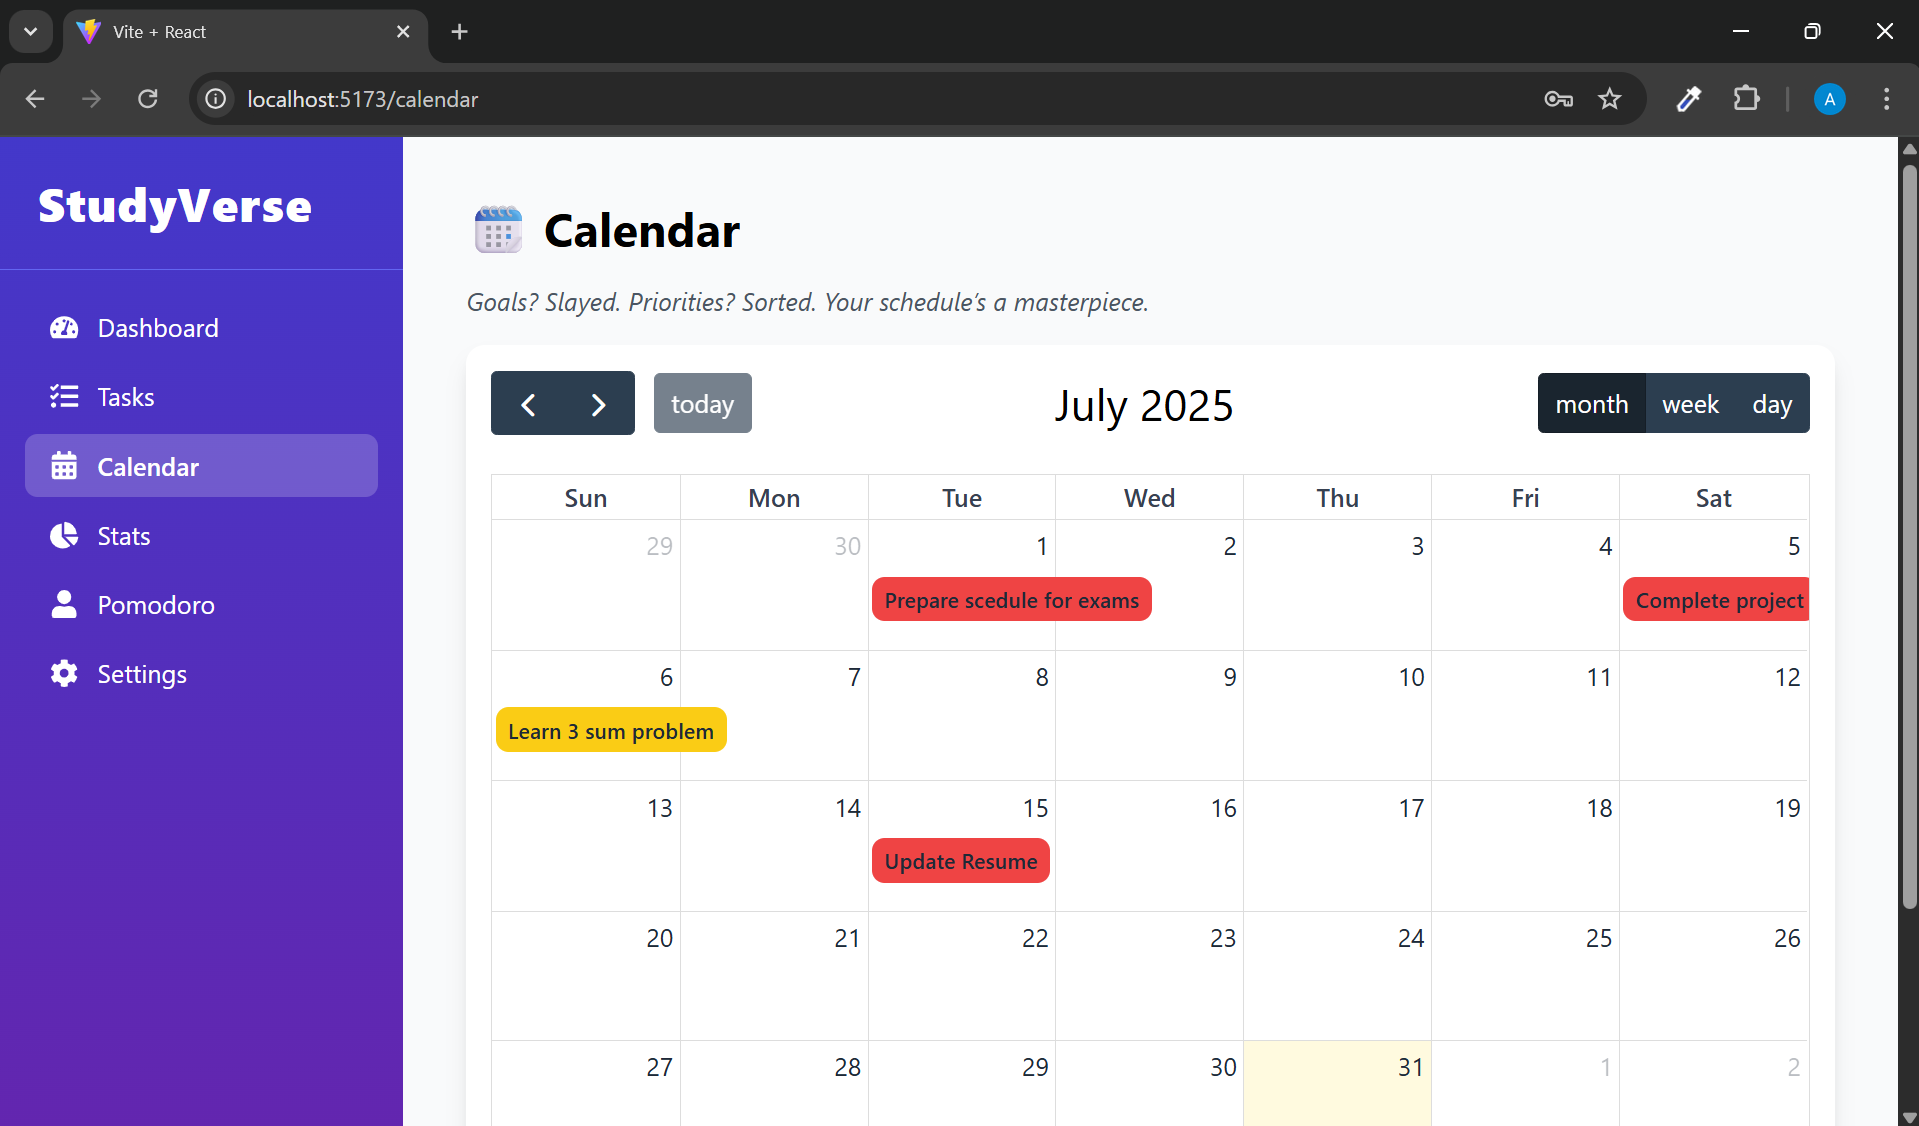 Vite + React
localhost:5173/calendar
A
StudyVerse
Dashboard
Tasks
Calendar
Stats
Pomodoro
Settings
Calendar
Goals? Slayed. Priorities? Sorted. Your schedule's a masterpiece.
today
July 2025
month week day
Sun Mon Tue Wed Thu Fri Sat
29 30 1 2 3 4 5
Prepare scedule for exams Complete project
6 7 8 9 10 11 12
Learn 3 sum problem
13 14 15 16 17 18 19
Update Resume
20 21 22 23 24 25 26
27 28 29 30 31 1 2